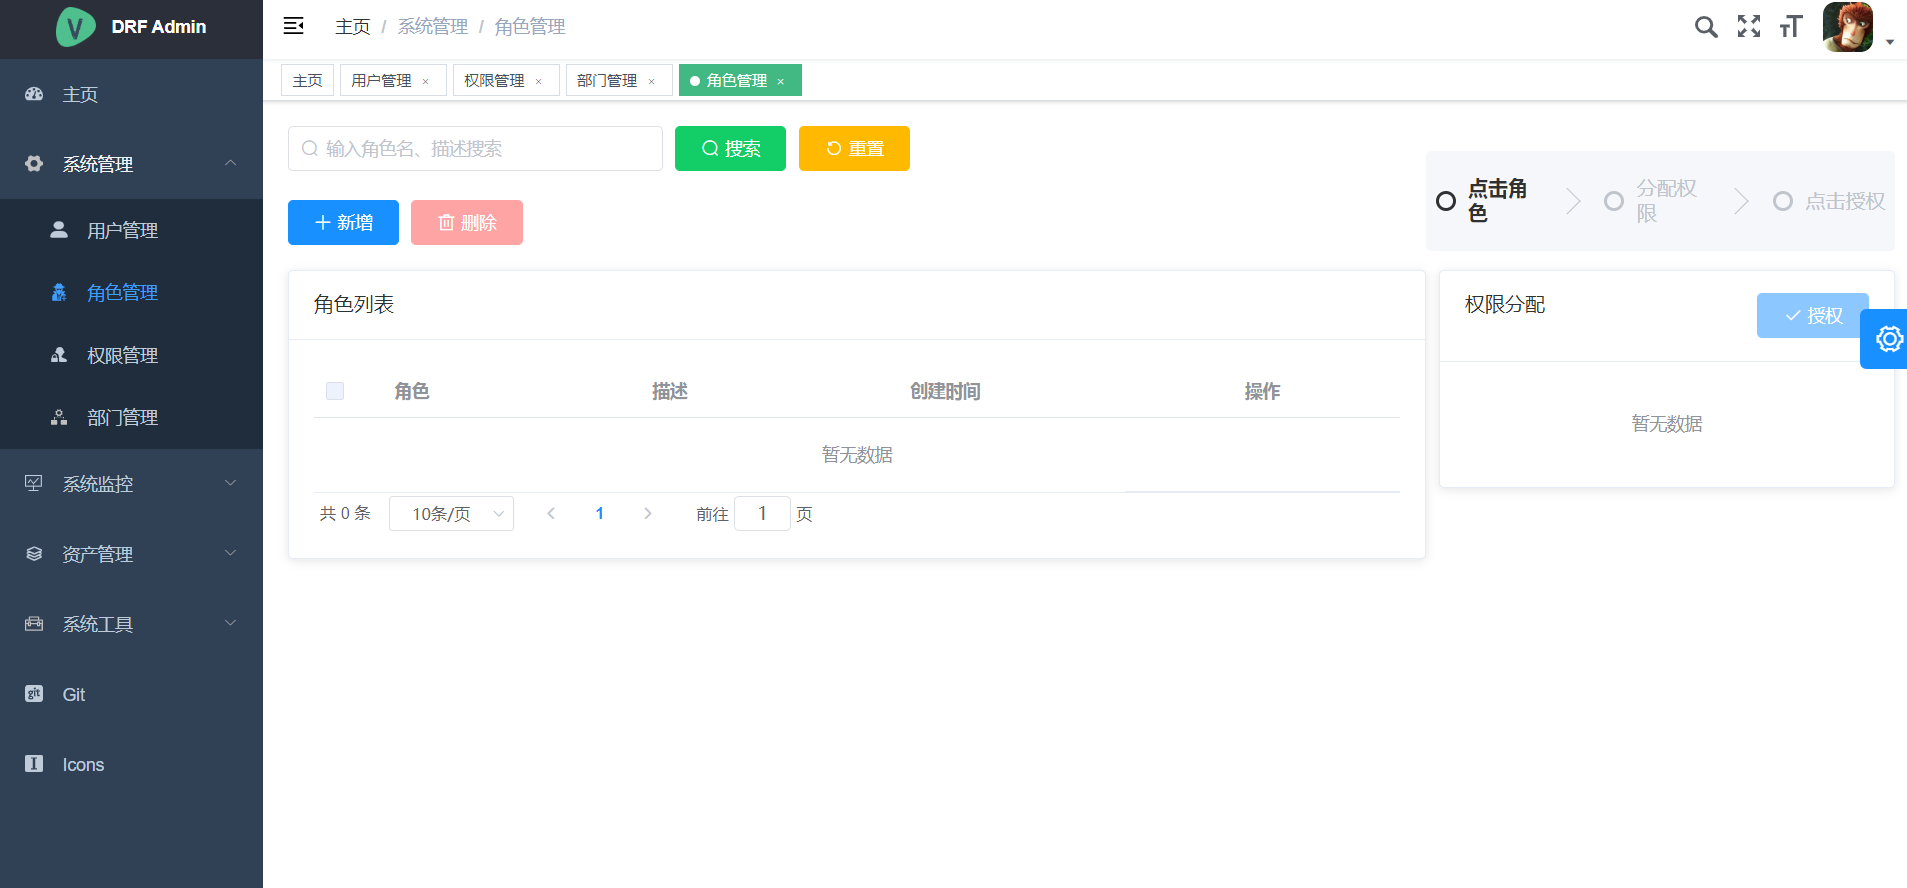 DRF Admin
主页
系统管理
用户管理
角色管理
权限管理
部门管理
系统监控
资产管理
系统工具
git Git
I Icons
主页 / 系统管理 / 角色管理
主页 用户管理 × 权限管理 × 部门管理 × 角色管理 ×
输入角色名、描述搜索 搜索 重置
新增 删除
点击角
色
分配权
限
点击授权
角色列表
角色 描述 创建时间 操作
暂无数据
共 0 条 10条/页 1 前往 1 页
权限分配 授权
暂无数据